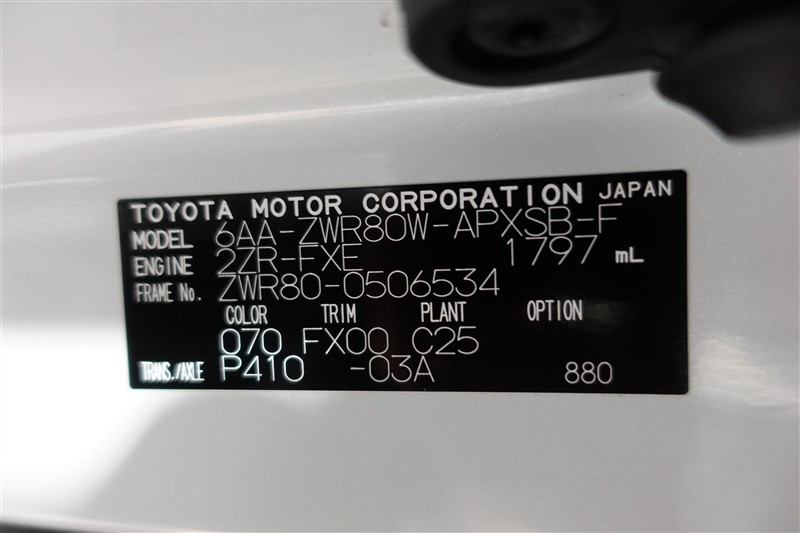 TOYOTA MOTOR CORPORATION JAPAN
MODEL 6AA-ZWR80W-APXSB-F
ENGINE 2ZR-FXE 1797 mL
FRAME No. ZWR80-0506534
COLOR TRIM PLANT OPTION
070 FX00 C25
TRANS./AXLE P410 -03A 880